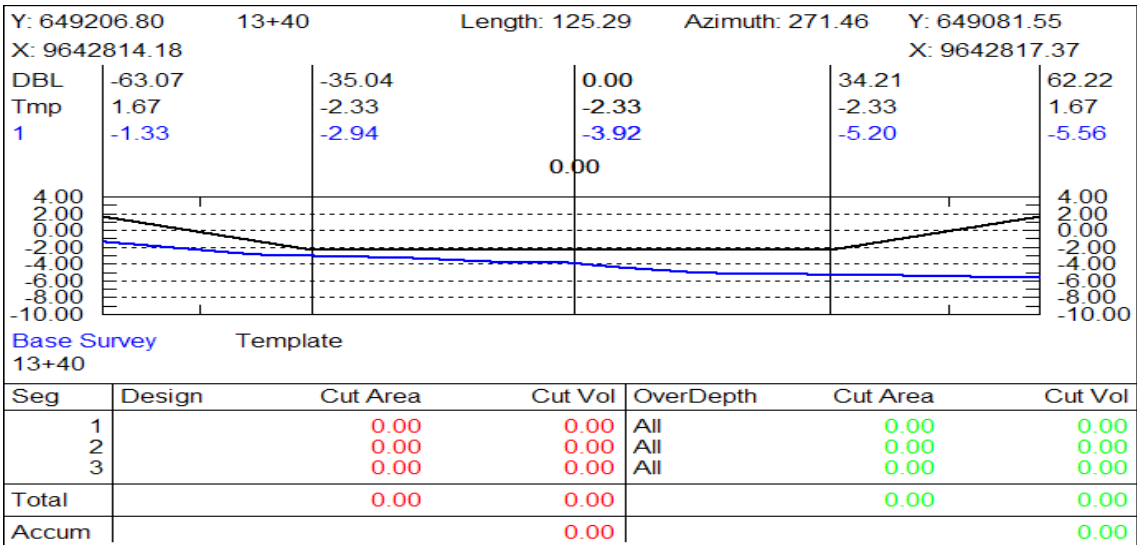 Y: 649206.80 13+40 Length: 125.29 Azimuth: 271.46 Y: 649081.55
X: 9642814.18 X: 9642817.37
DBL -63.07 -35.04 0.00 34.21 62.22
Tmp 1.67 -2.33 -2.33 -2.33 1.67
1 -1.33 -2.94 -3.92 -5.20 -5.56
0.00
4.00 4.00
2.00 2.00
0.00 0.00
-2.00 -2.00
-4.00 -4.00
-6.00 -6.00
-8.00 -8.00
-10.00 -10.00
Base Survey Template
13+40
Seg Design Cut Area Cut Vol OverDepth Cut Area Cut Vol
1 0.00 0.00 All 0.00 0.00
2 0.00 0.00 All 0.00 0.00
3 0.00 0.00 All 0.00 0.00
Total 0.00 0.00 0.00 0.00
Accum 0.00 0.00